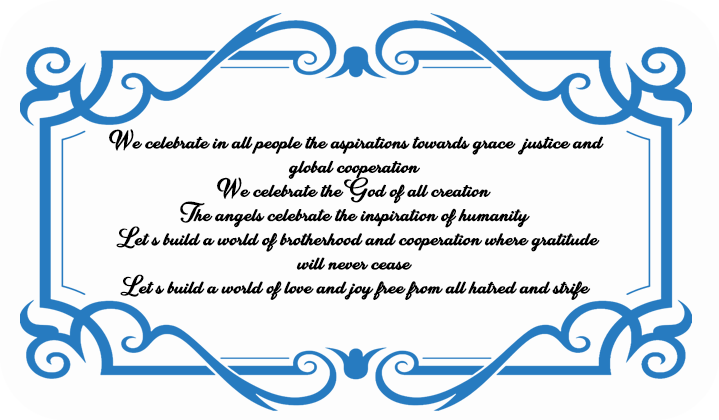 We celebrate in all people the aspirations towards grace justice and
global cooperation
We celebrate the God of all creation
The angels celebrate the inspiration of humanity
Let s build a world of brotherhood and cooperation where gratitude
will never cease
Let s build a world of love and joy free from all hatred and strife